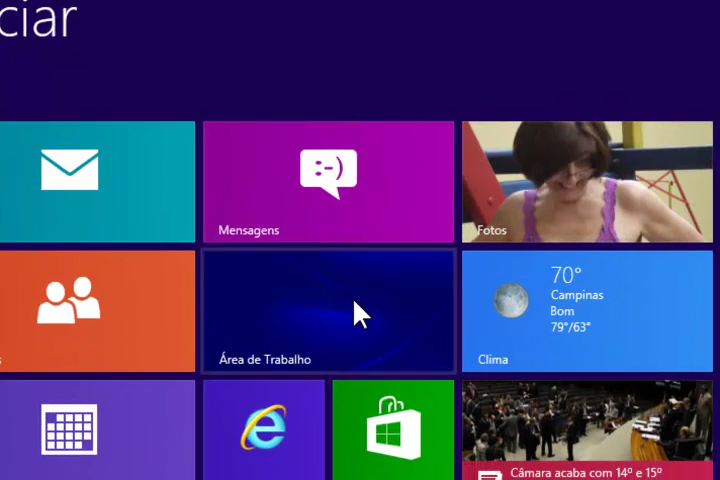 ciar
:-)
Mensagens
Fotos
s
Área de Trabalho
70°
Campinas
Bom
79°/63°
Clima
Câmara acaba com 14º e 15º